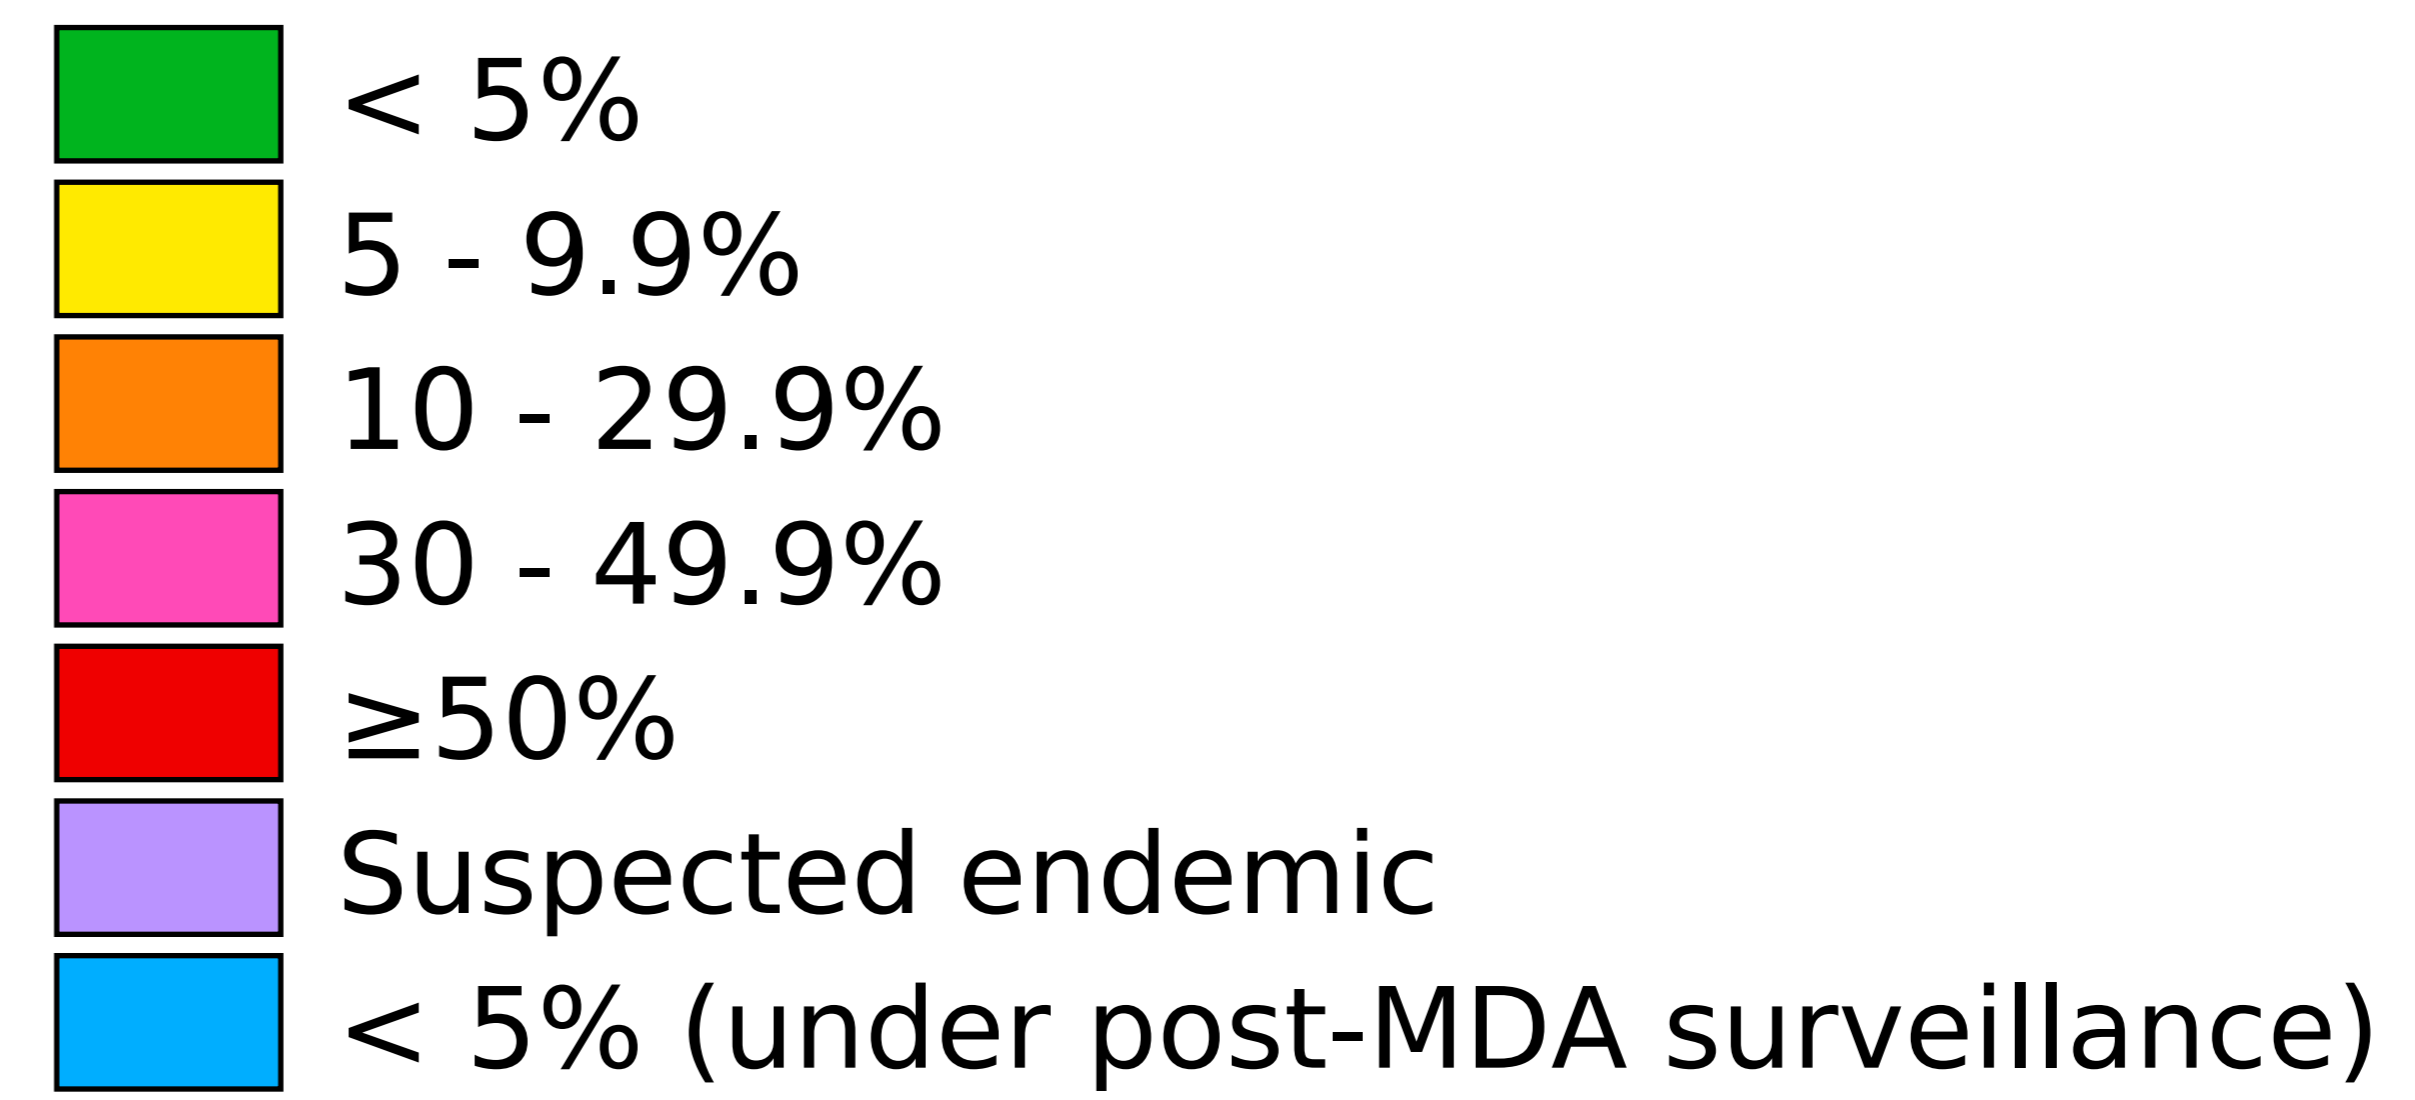 < 5%
5 - 9.9%
10 - 29.9%
30 - 49.9%
≥50%
Suspected endemic
< 5% (under post-MDA surveillance)